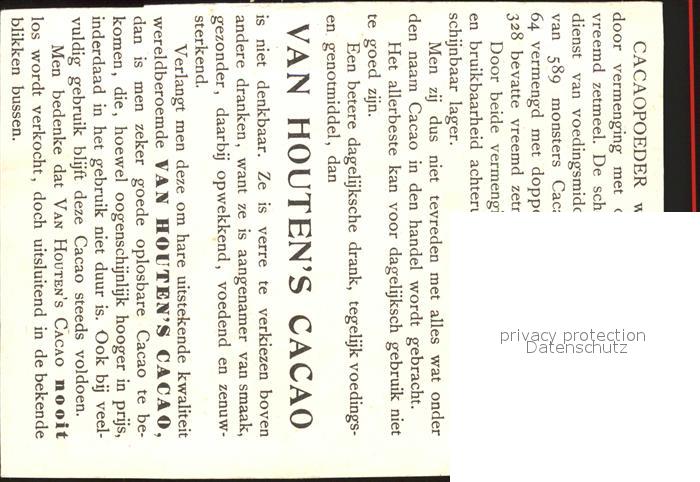 CACAOPOEDER
door vermenging met
vreemd zetmeel. De
dienst van
van 589 monsters
64 vermengd met
328 bevatte vreemd
Door beide
en bruikbaarheid
schijnbaar lager.
Men zij dus niet tevreden met alles wat onder
den naam Cacao in den handel wordt gebracht.
Het allerbeste kan voor dagelijksch gebruik niet
te goed zijn.
Een betere dagelijksche drank, tegelijk voedings-
en genotmiddel, dan
VAN HOUTEN'S CACAO
is niet denkbaar. Ze is verre te verkiezen boven
andere dranken, want ze is aangenamer van smaak,
gezonder, daarbij opwekkend, voedend en zenuw-
sterkend.
Verlangt men deze om hare uitstekende kwaliteit
wereldberoemde VAN HOUTEN'S CACAO,
dan is men zeker goede oplosbare Cacao te be-
komen, die, hoewel oogenschijnlijk hooger in prijs,
inderdaad in het gebruik niet duur is. Ook bij veel-
vuldig gebruik blijft deze Cacao steeds voldoen.
Men bedenke dat VAN HOUTEN'S CACAO nooit
los wordt verkocht, doch uitsluitend in de bekende
blikken bussen.
privacy protection
Datenschutz